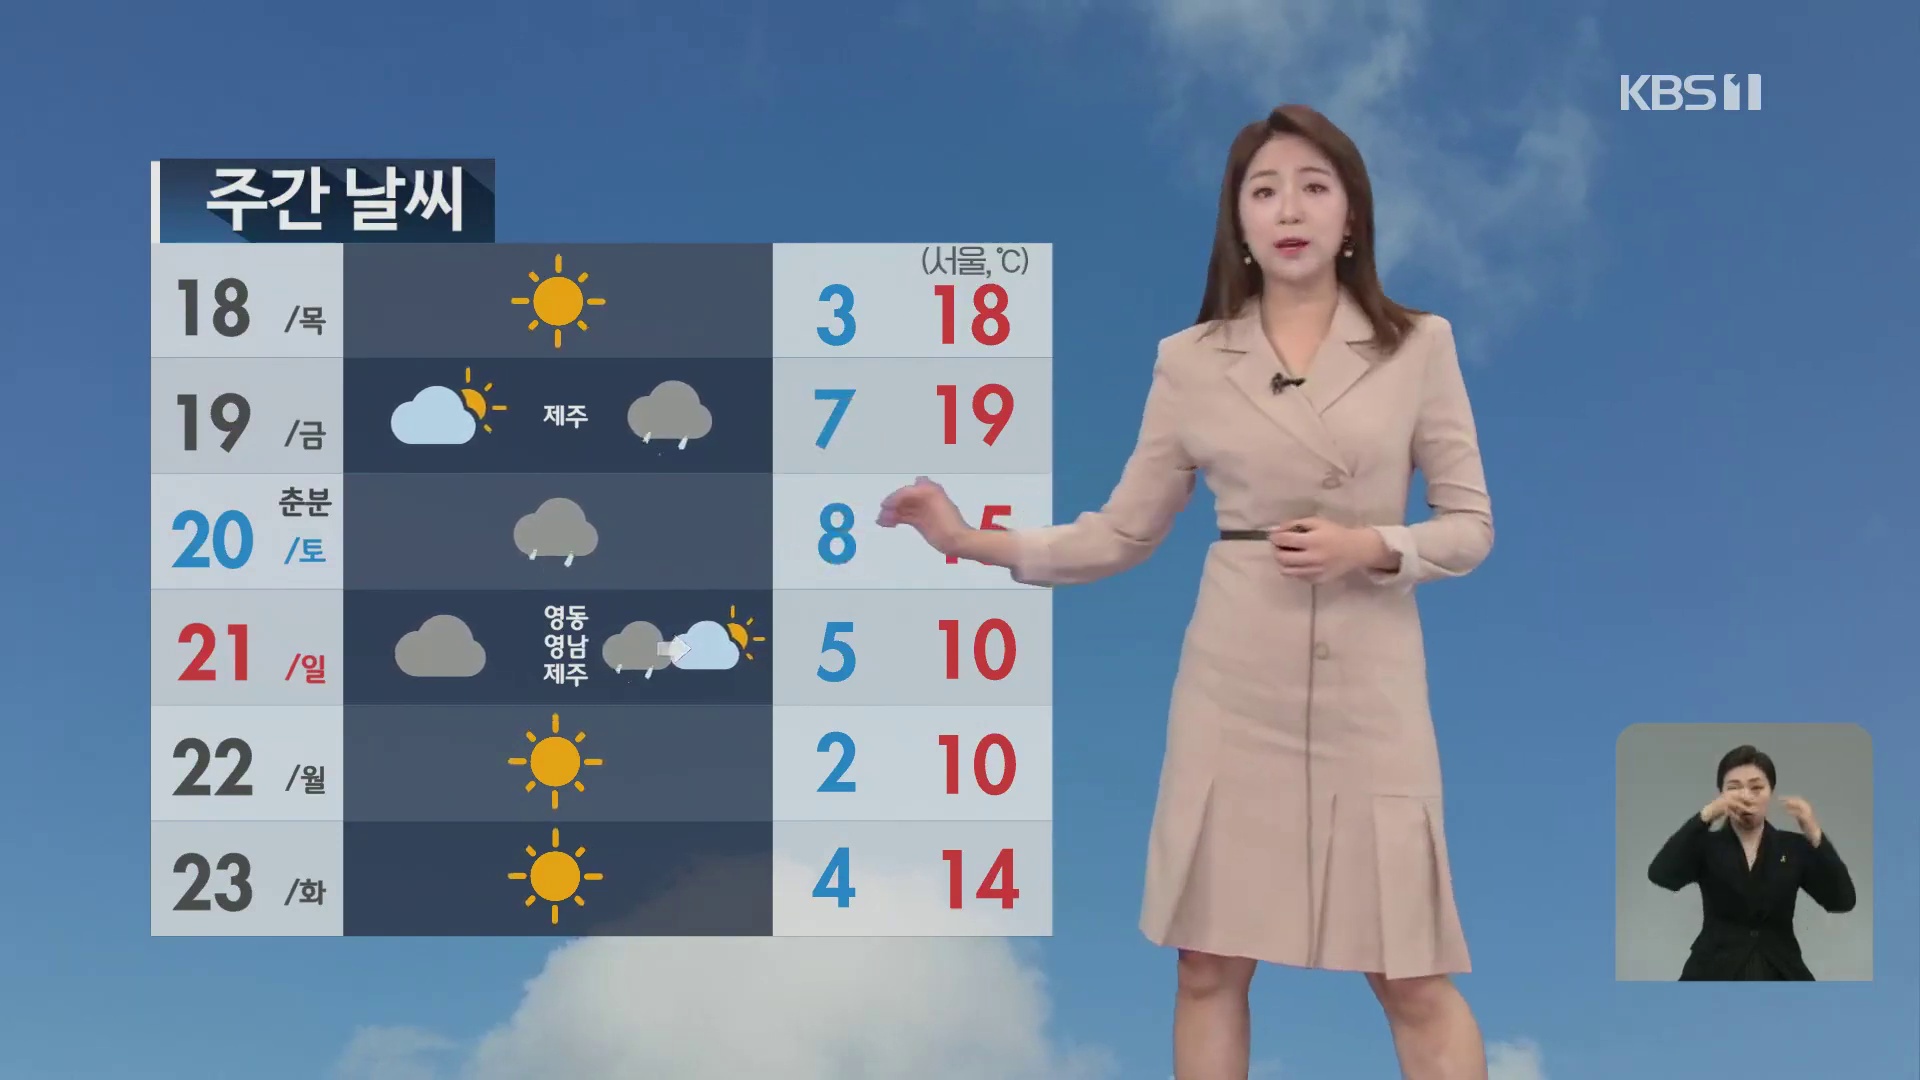 KBS 1
주간 날씨
(서울, ℃)
18 /목 3 18
19 /금 제주 7 19
춘분
20 /토 8
21 /일 영동 영남 제주 5 10
22 /월 2 10
23 /화 4 14